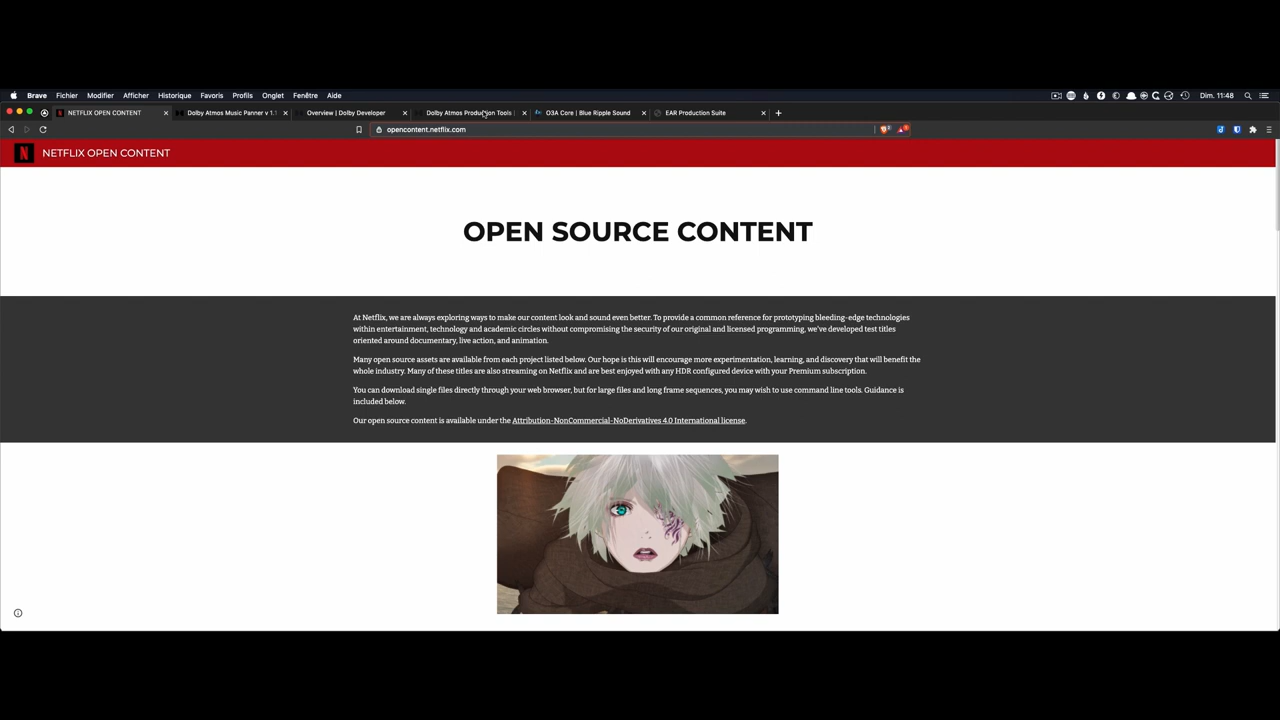 Brave Fichier Modifier Afficher Historique Favoris Profils Onglet Fenêtre Aide Dim. 11:48
NETFLIX OPEN CONTENT Dolby Atmos Music Panner v 1.1 Overview | Dolby Developer Dolby Atmos Production Tools | O3A Core | Blue Ripple Sound EAR Production Suite
opencontent.netflix.com
N NETFLIX OPEN CONTENT
OPEN SOURCE CONTENT
At Netflix, we are always exploring ways to make our content look and sound even better. To provide a common reference for prototyping bleeding-edge technologies
within entertainment, technology and academic circles without compromising the security of our original and licensed programming, we've developed test titles
oriented around documentary, live action, and animation.
Many open source assets are available from each project listed below. Our hope is this will encourage more experimentation, learning, and discovery that will benefit the
whole industry. Many of these titles are also streaming on Netflix and are best enjoyed with any HDR configured device with your Premium subscription.
You can download single files directly through your web browser, but for large files and long frame sequences, you may wish to use command line tools. Guidance is
included below.
Our open source content is available under the Attribution-NonCommercial-NoDerivatives 4.0 International license.